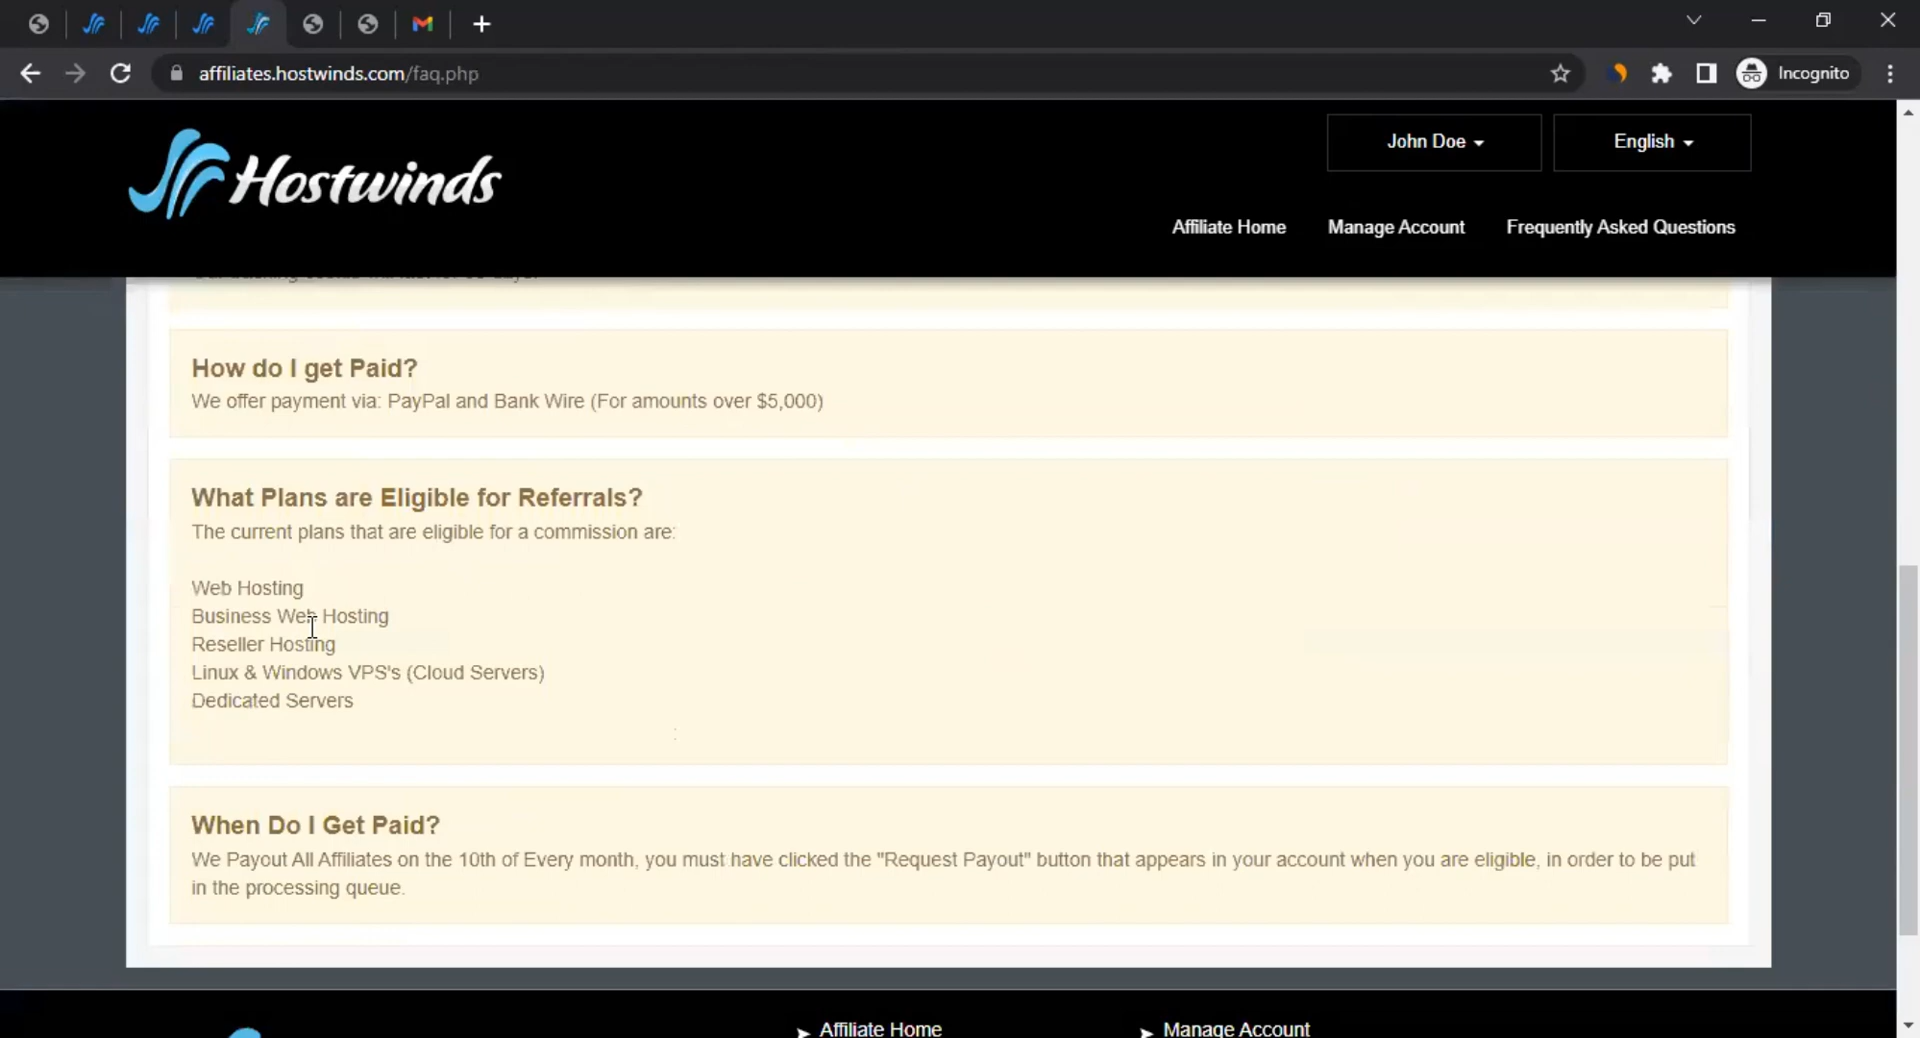 affiliates.hostwinds.com/faq.php
Incognito
Hostwinds
John Doe
English
Affiliate Home
Manage Account
Frequently Asked Questions
How do I get Paid?
We offer payment via: PayPal and Bank Wire (For amounts over $5,000)
What Plans are Eligible for Referrals?
The current plans that are eligible for a commission are:
Web Hosting
Business Web Hosting
Reseller Hosting
Linux & Windows VPS's (Cloud Servers)
Dedicated Servers
When Do I Get Paid?
We Payout All Affiliates on the 10th of Every month, you must have clicked the "Request Payout" button that appears in your account when you are eligible, in order to be put
in the processing queue.
Affiliate Home
Manage Account